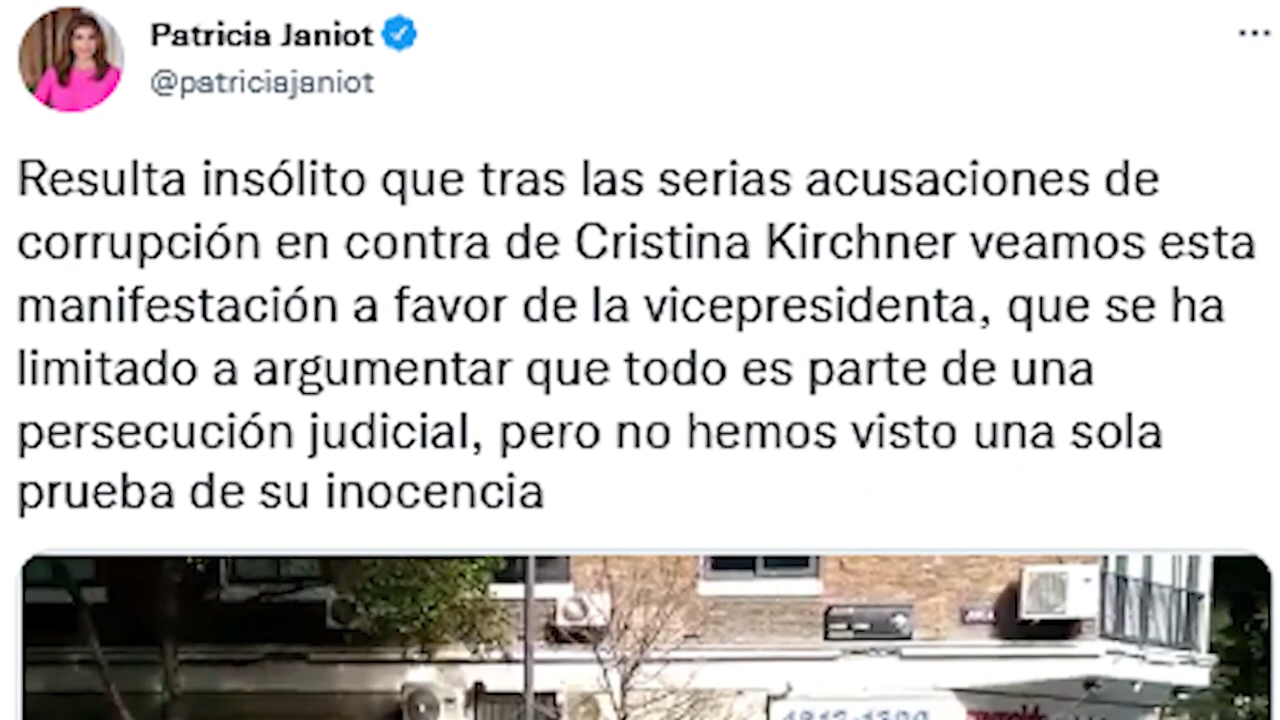 Patricia Janiot
@patriciajaniot
Resulta insólito que tras las serias acusaciones de
corrupción en contra de Cristina Kirchner veamos esta
manifestación a favor de la vicepresidenta, que se ha
limitado a argumentar que todo es parte de una
persecución judicial, pero no hemos visto una sola
prueba de su inocencia